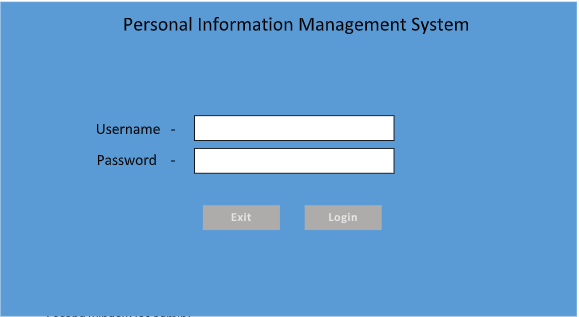 Personal Information Management System
Username -
Password -
Exit
Login